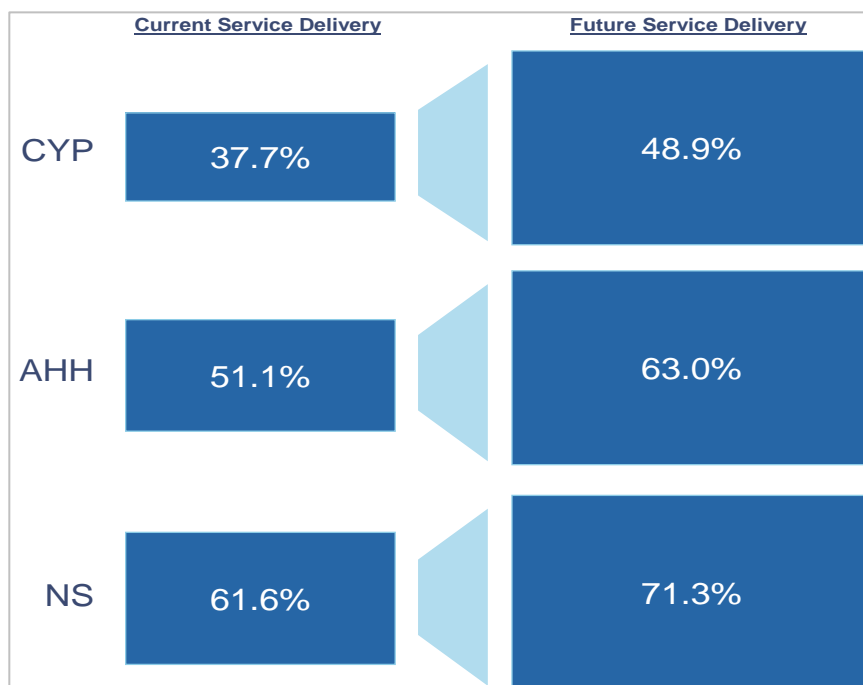 Current Service Delivery Future Service Delivery
CYP 37.7% 48.9%
AHH 51.1% 63.0%
NS 61.6% 71.3%